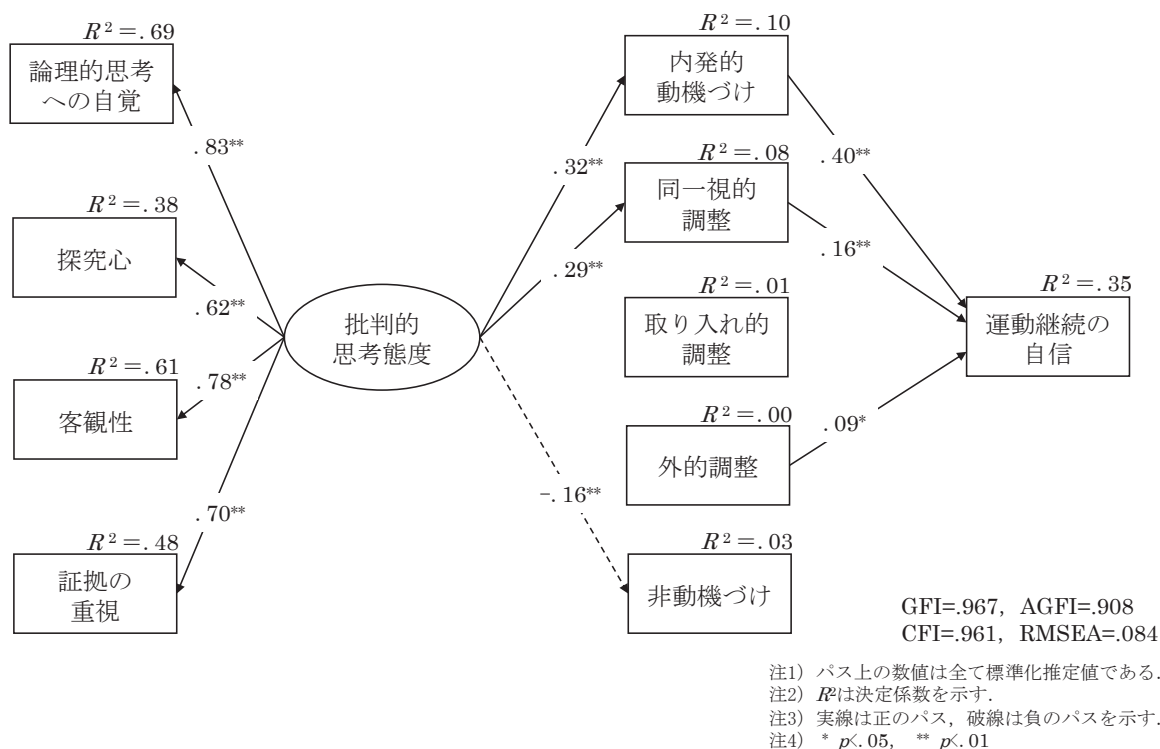 R²=.69
論理的思考
への自覚
.83**
R²=.38
探究心
.62**
R²=.61
客観性
.78**
R²=.48
証拠の
重視
.70**
批判的
思考態度
R²=.10
内発的
動機づけ
.32**
R²=.08
同一視的
調整
.29**
R²=.01
取り入れ的
調整
R²=.00
外的調整
R²=.03
非動機づけ
-.16**
.40**
.16**
.09*
R²=.35
運動継続の
自信
GFI=.967, AGFI=.908
CFI=.961, RMSEA=.084
注1) パス上の数値は全て標準化推定値である.
注2) R²は決定係数を示す.
注3) 実線は正のパス，破線は負のパスを示す.
注4) * p<.05, ** p<.01